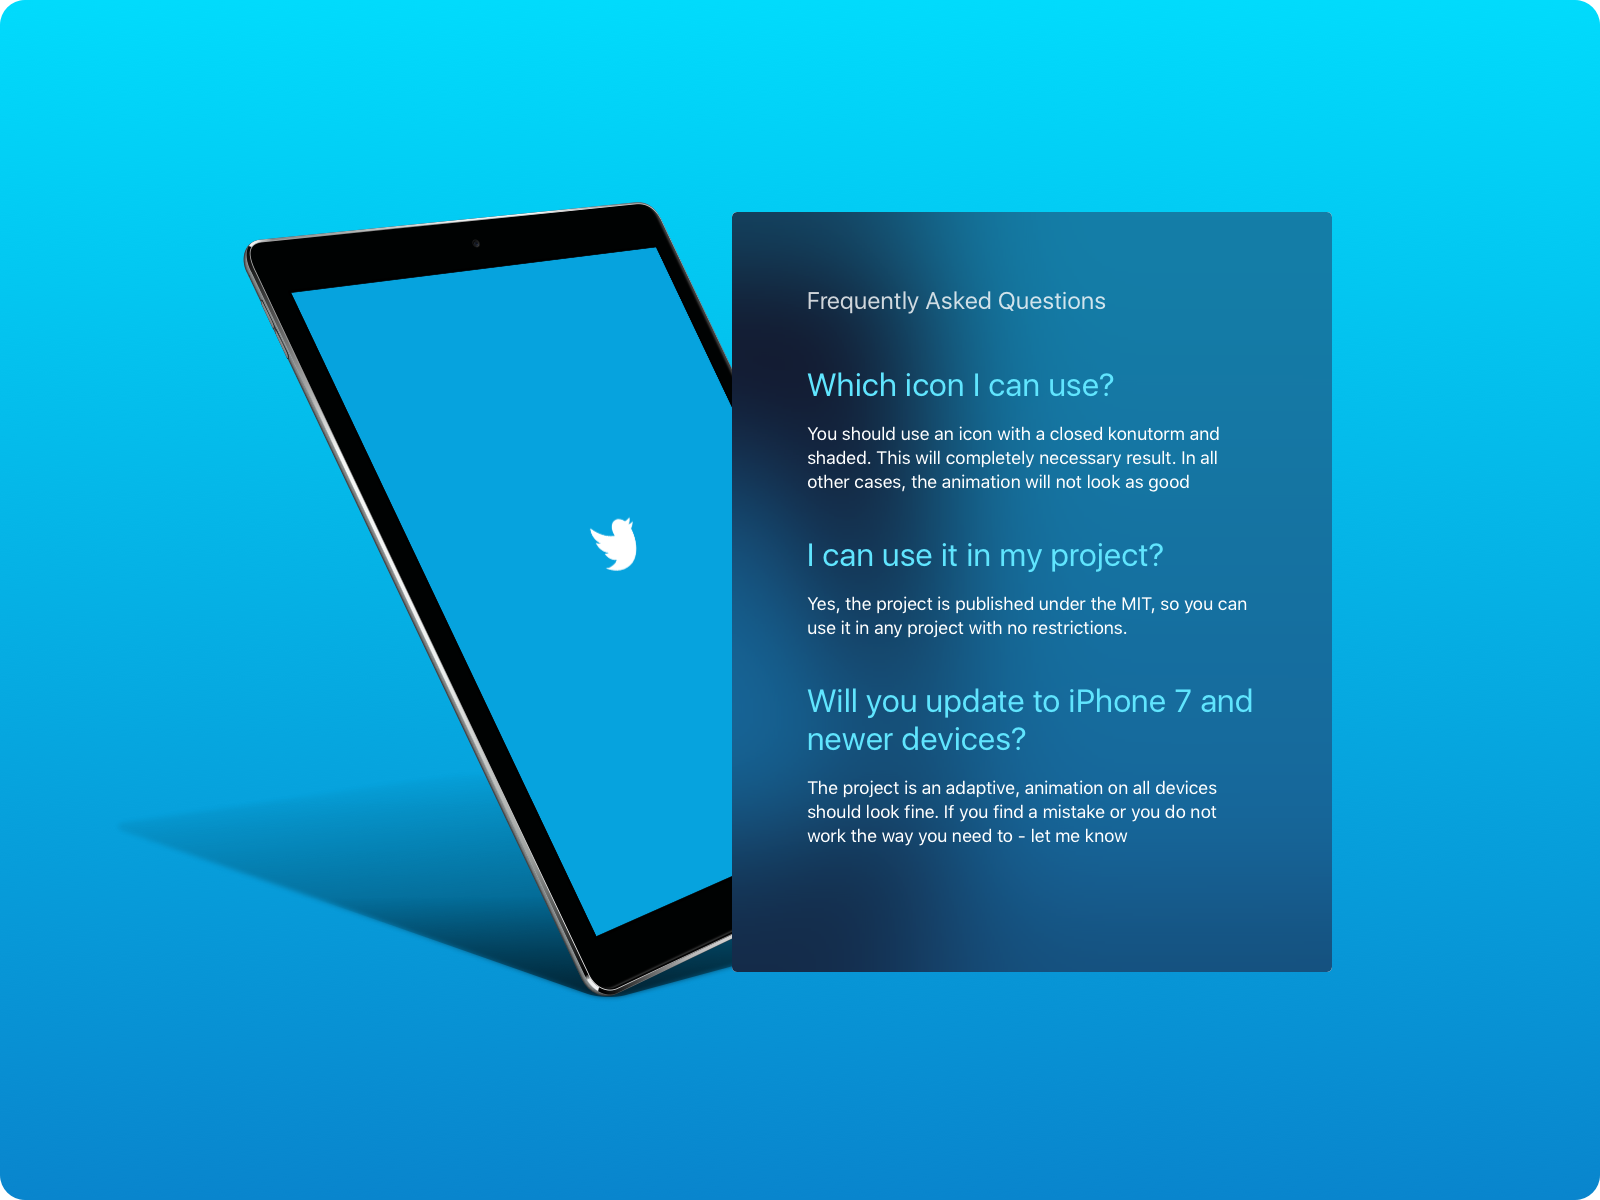 Frequently Asked Questions
Which icon I can use?
You should use an icon with a closed konutorm and
shaded. This will completely necessary result. In all
other cases, the animation will not look as good
I can use it in my project?
Yes, the project is published under the MIT, so you can
use it in any project with no restrictions.
Will you update to iPhone 7 and
newer devices?
The project is an adaptive, animation on all devices
should look fine. If you find a mistake or you do not
work the way you need to - let me know